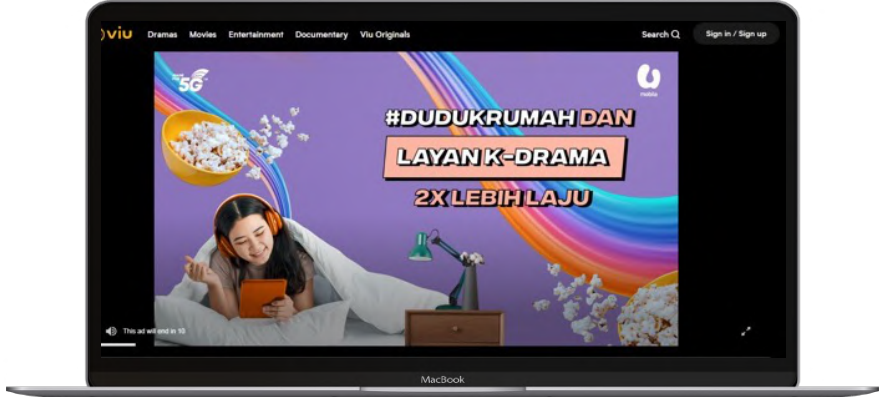 viu Dramas Movies Entertainment Documentary Viu Originals Search Sign in / Sign up
5G
mobile
#DUDUKRUMAH DAN
LAYAN K-DRAMA
2X LEBIH LAJU
This ad will end in 10
MacBook